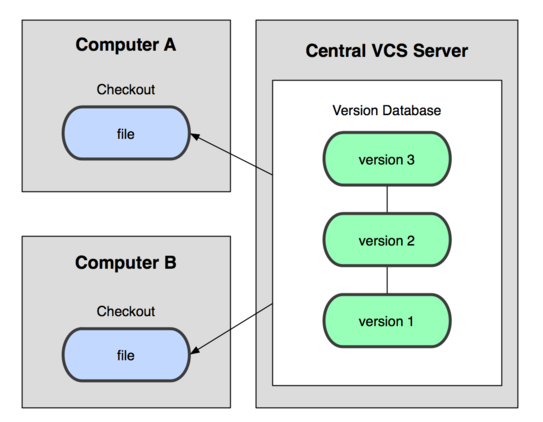 Computer A
Checkout
file
Computer B
Checkout
file
Central VCS Server
Version Database
version 3
version 2
version 1